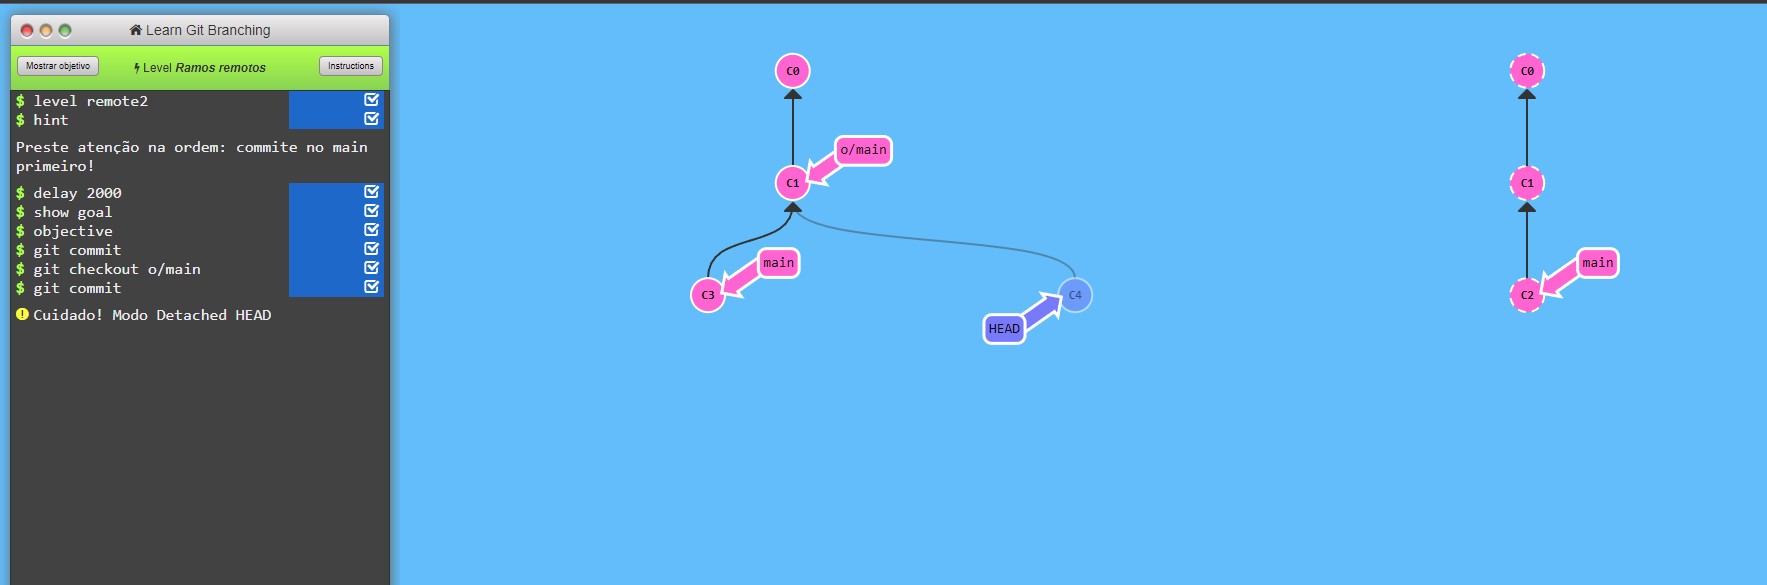 Learn Git Branching
Mostrar objetivo
Level Ramos remotos
Instructions
$ level remote2
$ hint
Preste atenção na ordem: commite no main
primeiro!
$ delay 2000
$ show goal
$ objective
$ git commit
$ git checkout o/main
$ git commit
! Cuidado! Modo Detached HEAD
C0
o/main
C1
main
C3
C4
HEAD
C0
C1
main
C2